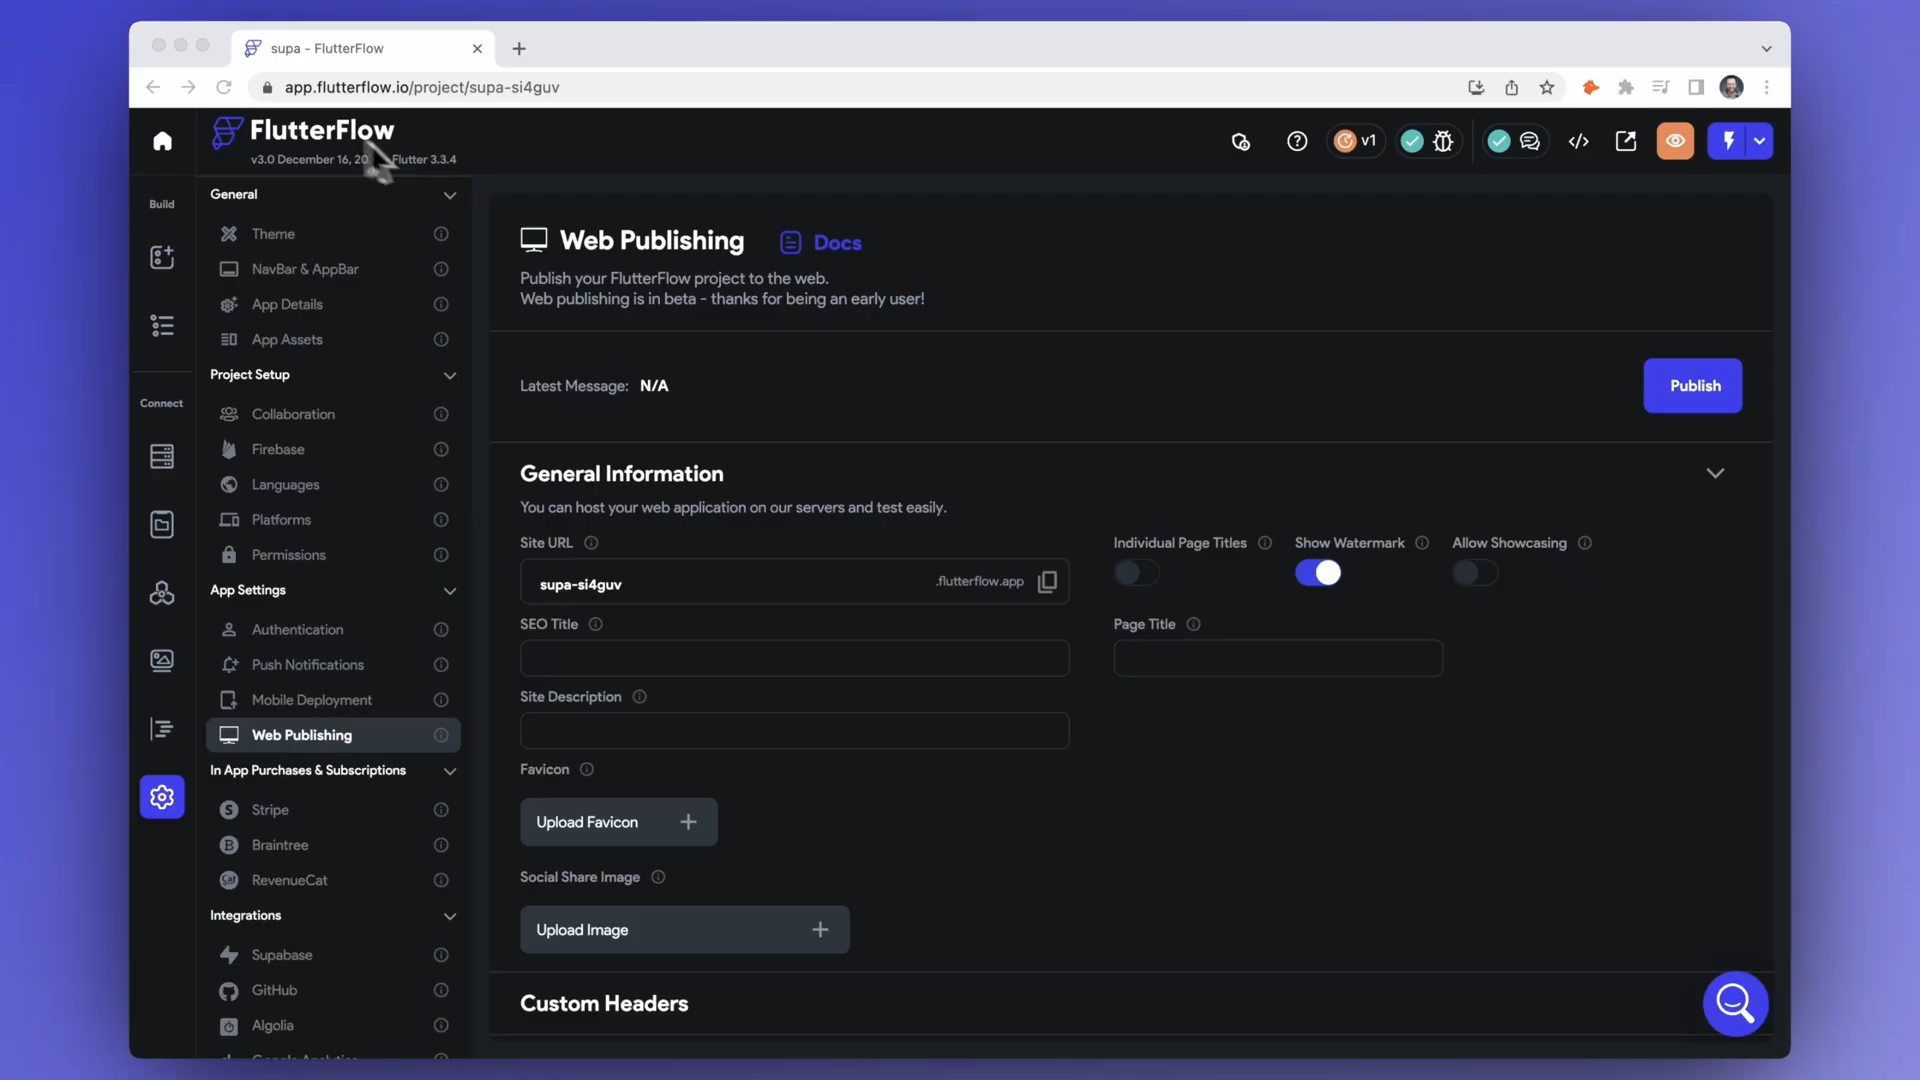 supa - FlutterFlow
app.flutterflow.io/project/supa-si4guv
FlutterFlow
v3.0 December 16, 20 Flutter 3.3.4
v1
Build
Connect
General
Theme
NavBar & AppBar
App Details
App Assets
Project Setup
Collaboration
Firebase
Languages
Platforms
Permissions
App Settings
Authentication
Push Notifications
Mobile Deployment
Web Publishing
In App Purchases & Subscriptions
Stripe
Braintree
RevenueCat
Integrations
Supabase
GitHub
Algolia
Web Publishing
Docs
Publish your FlutterFlow project to the web.
Web publishing is in beta - thanks for being an early user!
Latest Message: N/A
Publish
General Information
You can host your web application on our servers and test easily.
Site URL
Individual Page Titles
Show Watermark
Allow Showcasing
supa-si4guv
.flutterflow.app
SEO Title
Page Title
Site Description
Favicon
Upload Favicon
Social Share Image
Upload Image
Custom Headers